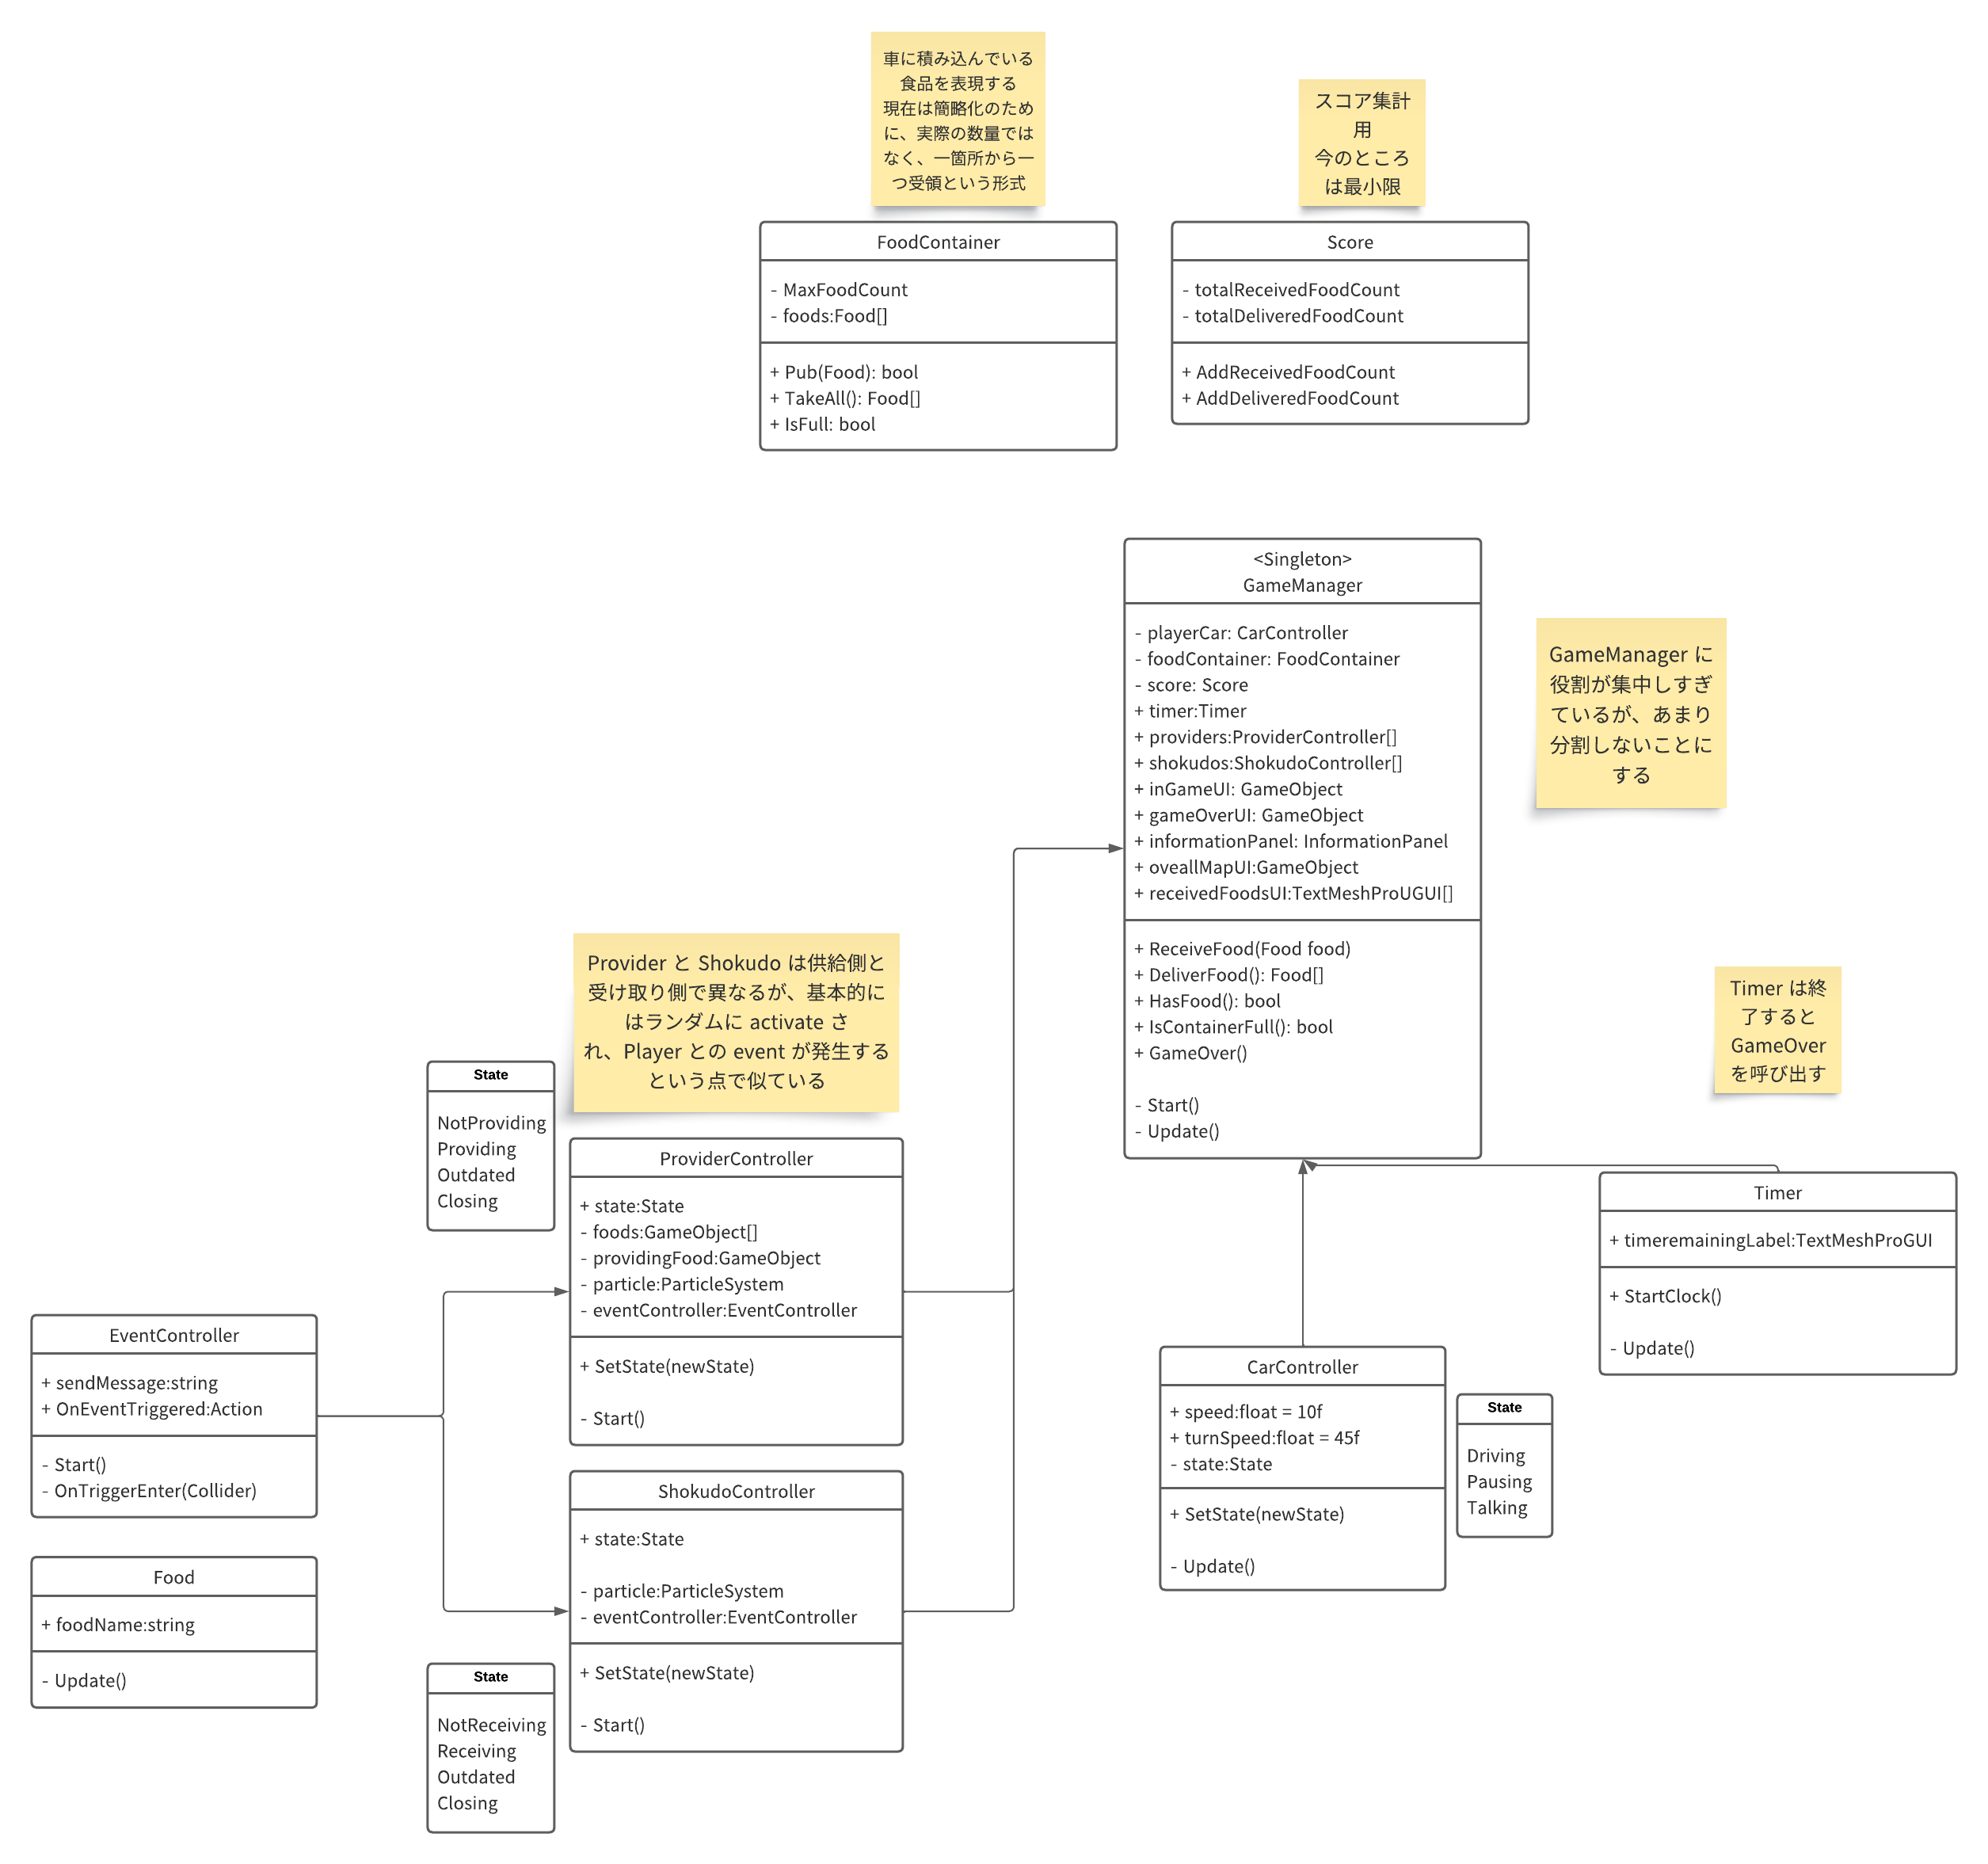 車に積み込んでいる
食品を表現する
現在は簡略化のため
に、実際の数量では
なく、一箇所から一
つ受領という形式
スコア集計
用
今のところ
は最小限
FoodContainer
- MaxFoodCount
- foods:Food[]
+ Pub(Food): bool
+ TakeAll(): Food[]
+ IsFull: bool
Score
- totalReceivedFoodCount
- totalDeliveredFoodCount
+ AddReceivedFoodCount
+ AddDeliveredFoodCount
<Singleton>
GameManager
- playerCar: CarController
- foodContainer: FoodContainer
- score: Score
+ timer:Timer
+ providers:ProviderController[]
+ shokudos:ShokudoController[]
+ inGameUI: GameObject
+ gameOverUI: GameObject
+ informationPanel: InformationPanel
+ oveallMapUI:GameObject
+ receivedFoodsUI:TextMeshProUGUI[]
+ ReceiveFood(Food food)
+ DeliverFood(): Food[]
+ HasFood(): bool
+ IsContainerFull(): bool
+ GameOver()
- Start()
- Update()
GameManager に
役割が集中しすぎ
ているが、あまり
分割しないことに
する
Provider と Shokudo は供給側と
受け取り側で異なるが、基本的に
はランダムに activate さ
れ、Player との event が発生する
という点で似ている
Timer は終
了すると
GameOver
を呼び出す
State
NotProviding
Providing
Outdated
Closing
ProviderController
+ state:State
- foods:GameObject[]
- providingFood:GameObject
- particle:ParticleSystem
- eventController:EventController
+ SetState(newState)
- Start()
Timer
+ timeremainingLabel:TextMeshProGUI
+ StartClock()
- Update()
EventController
+ sendMessage:string
+ OnEventTriggered:Action
- Start()
- OnTriggerEnter(Collider)
CarController
+ speed:float = 10f
+ turnSpeed:float = 45f
- state:State
+ SetState(newState)
- Update()
State
Driving
Pausing
Talking
ShokudoController
+ state:State
- particle:ParticleSystem
- eventController:EventController
+ SetState(newState)
- Start()
Food
+ foodName:string
- Update()
State
NotReceiving
Receiving
Outdated
Closing